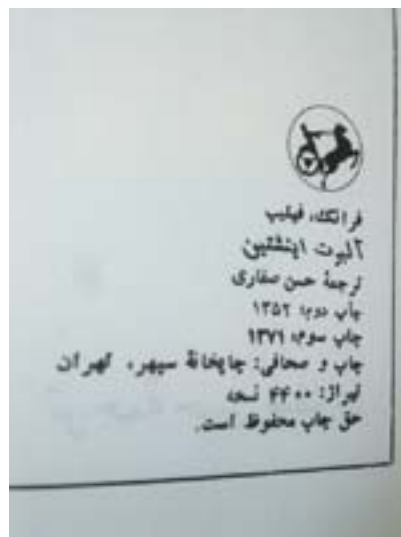 فرانک، فیلیپ
آلبرت اینشتین
ترجمهٔ حسن صفاری
چاپ دوم: ۱۳۵۲
چاپ سوم: ۱۳۷۱
چاپ و صحافی: چاپخانهٔ سپهر، تهران
تیراژ: ۴۴۰۰ نسخه
حق چاپ محفوظ است.